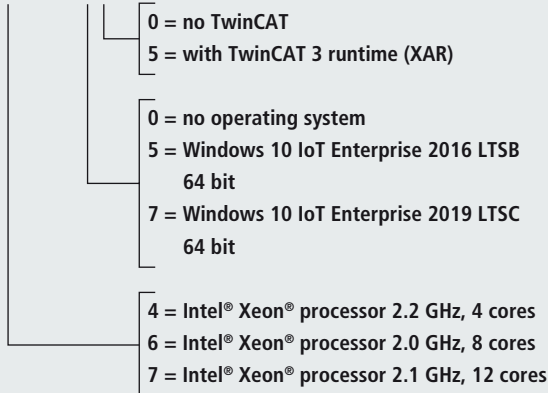 0 = no TwinCAT
5 = with TwinCAT 3 runtime (XAR)
0 = no operating system
5 = Windows 10 IoT Enterprise 2016 LTSB
64 bit
7 = Windows 10 IoT Enterprise 2019 LTSC
64 bit
4 = Intel® Xeon® processor 2.2 GHz, 4 cores
6 = Intel® Xeon® processor 2.0 GHz, 8 cores
7 = Intel® Xeon® processor 2.1 GHz, 12 cores